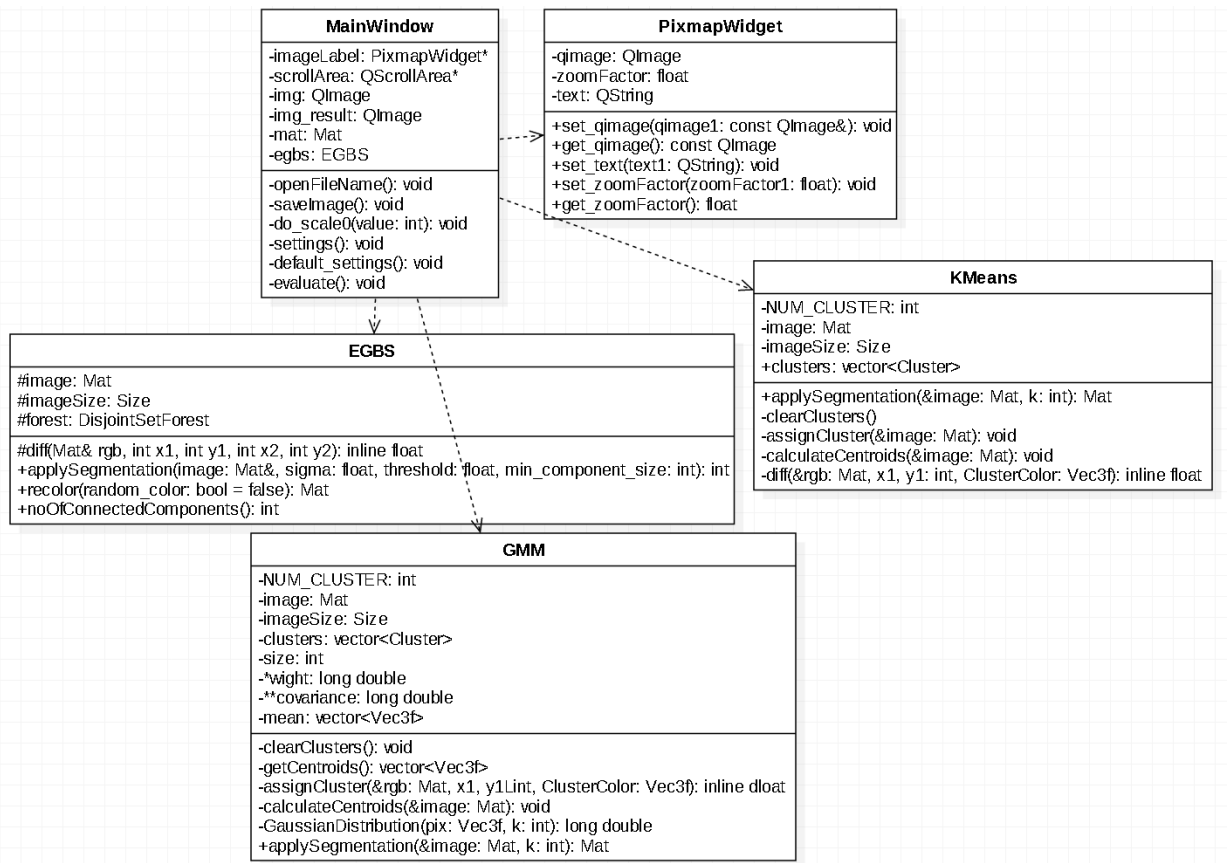 MainWindow
-imageLabel: PixmapWidget*
-scrollArea: QScrollArea*
-img: QImage
-img_result: QImage
-mat: Mat
-egbs: EGBS
-openFileName(): void
-saveImage(): void
-do_scale0(value: int): void
-settings(): void
-default_settings(): void
-evaluate(): void
PixmapWidget
-qimage: QImage
-zoomFactor: float
-text: QString
+set_qimage(qimage1: const QImage&): void
+get_qimage(): const QImage
+set_text(text1: QString): void
+set_zoomFactor(zoomFactor1: float): void
+get_zoomFactor(): float
KMeans
-NUM_CLUSTER: int
-image: Mat
-imageSize: Size
+clusters: vector<Cluster>
+applySegmentation(&image: Mat, k: int): Mat
-clearClusters()
-assignCluster(&image: Mat): void
-calculateCentroids(&image: Mat): void
-diff(&rgb: Mat, x1, y1: int, ClusterColor: Vec3f): inline float
EGBS
#image: Mat
#imageSize: Size
#forest: DisjointSetForest
#diff(Mat& rgb, int x1, int y1, int x2, int y2): inline float
+applySegmentation(image: Mat&, sigma: float, threshold: float, min_component_size: int): int
+recolor(random_color: bool = false): Mat
+noOfConnectedComponents(): int
GMM
-NUM_CLUSTER: int
-image: Mat
-imageSize: Size
-clusters: vector<Cluster>
-size: int
-*wight: long double
-**covariance: long double
-mean: vector<Vec3f>
-clearClusters(): void
-getCentroids(): vector<Vec3f>
-assignCluster(&rgb: Mat, x1, y1Lint, ClusterColor: Vec3f): inline dloat
-calculateCentroids(&image: Mat): void
-GaussianDistribution(pix: Vec3f, k: int): long double
+applySegmentation(&image: Mat, k: int): Mat